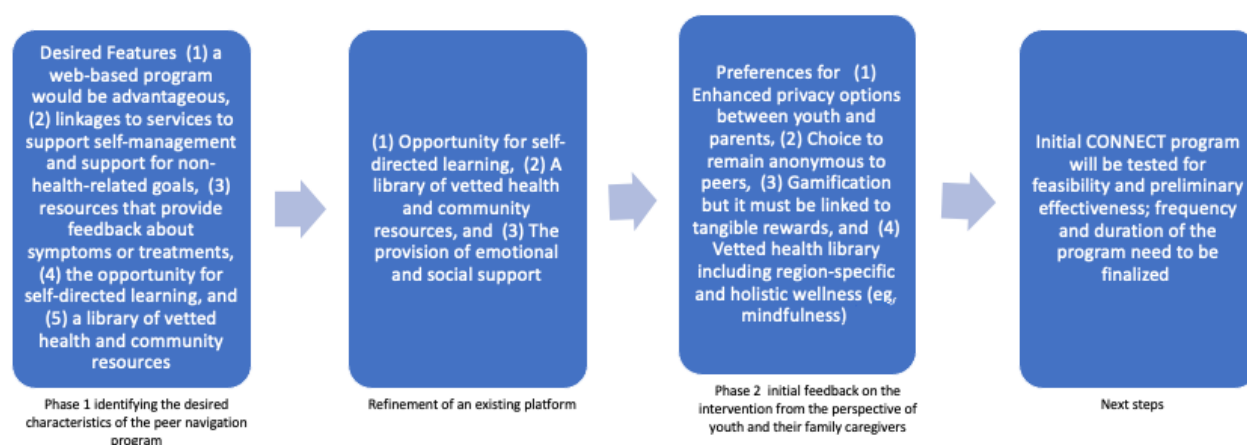 Desired Features (1) a
web-based program
would be advantageous,
(2) linkages to services to
support self-management
and support for non-
health-related goals, (3)
resources that provide
feedback about
symptoms or treatments,
(4) the opportunity for
self-directed learning, and
(5) a library of vetted
health and community
resources
Phase 1 identifying the desired
characteristics of the peer navigation
program
(1) Opportunity for self-
directed learning, (2) A
library of vetted health
and community
resources, and (3) The
provision of emotional
and social support
Refinement of an existing platform
Preferences for (1)
Enhanced privacy options
between youth and
parents, (2) Choice to
remain anonymous to
peers, (3) Gamification
but it must be linked to
tangible rewards, and (4)
Vetted health library
including region-specific
and holistic wellness (eg,
mindfulness)
Phase 2 initial feedback on the
intervention from the perspective of
youth and their family caregivers
Initial CONNECT program
will be tested for
feasibility and preliminary
effectiveness; frequency
and duration of the
program need to be
finalized
Next steps